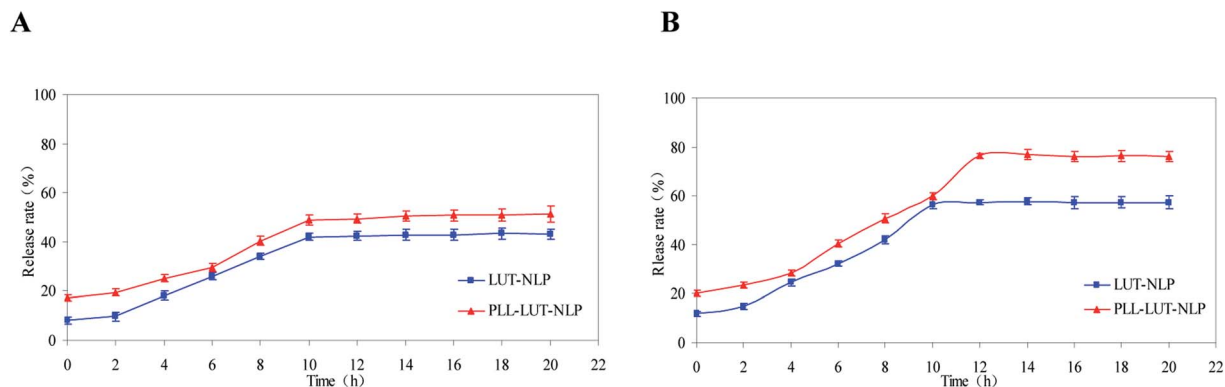 A
B
Release rate（%）
100
80
60
40
20
0
LUT-NLP
PLL-LUT-NLP
0 2 4 6 8 10 12 14 16 18 20 22
Time（h）
Rlease rate（%）
100
80
60
40
20
0
LUT-NLP
PLL-LUT-NLP
0 2 4 6 8 10 12 14 16 18 20 22
Time（h）